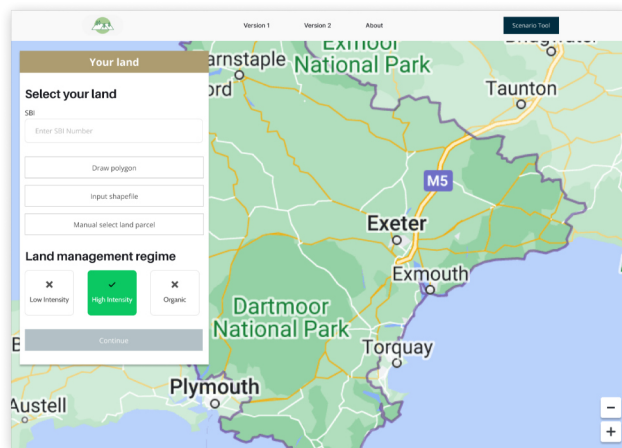 Version 1
Version 2
About
Scenario Tool
Your land
Select your land
SBI
Enter SBI Number
Draw polygon
Input shapefile
Manual select land parcel
Land management regime
Low Intensity
High Intensity
Organic
Continue
Exmoor
National Park
Taunton
M5
Exeter
Exmouth
Dartmoor
National Park
Torquay
Plymouth
Austell